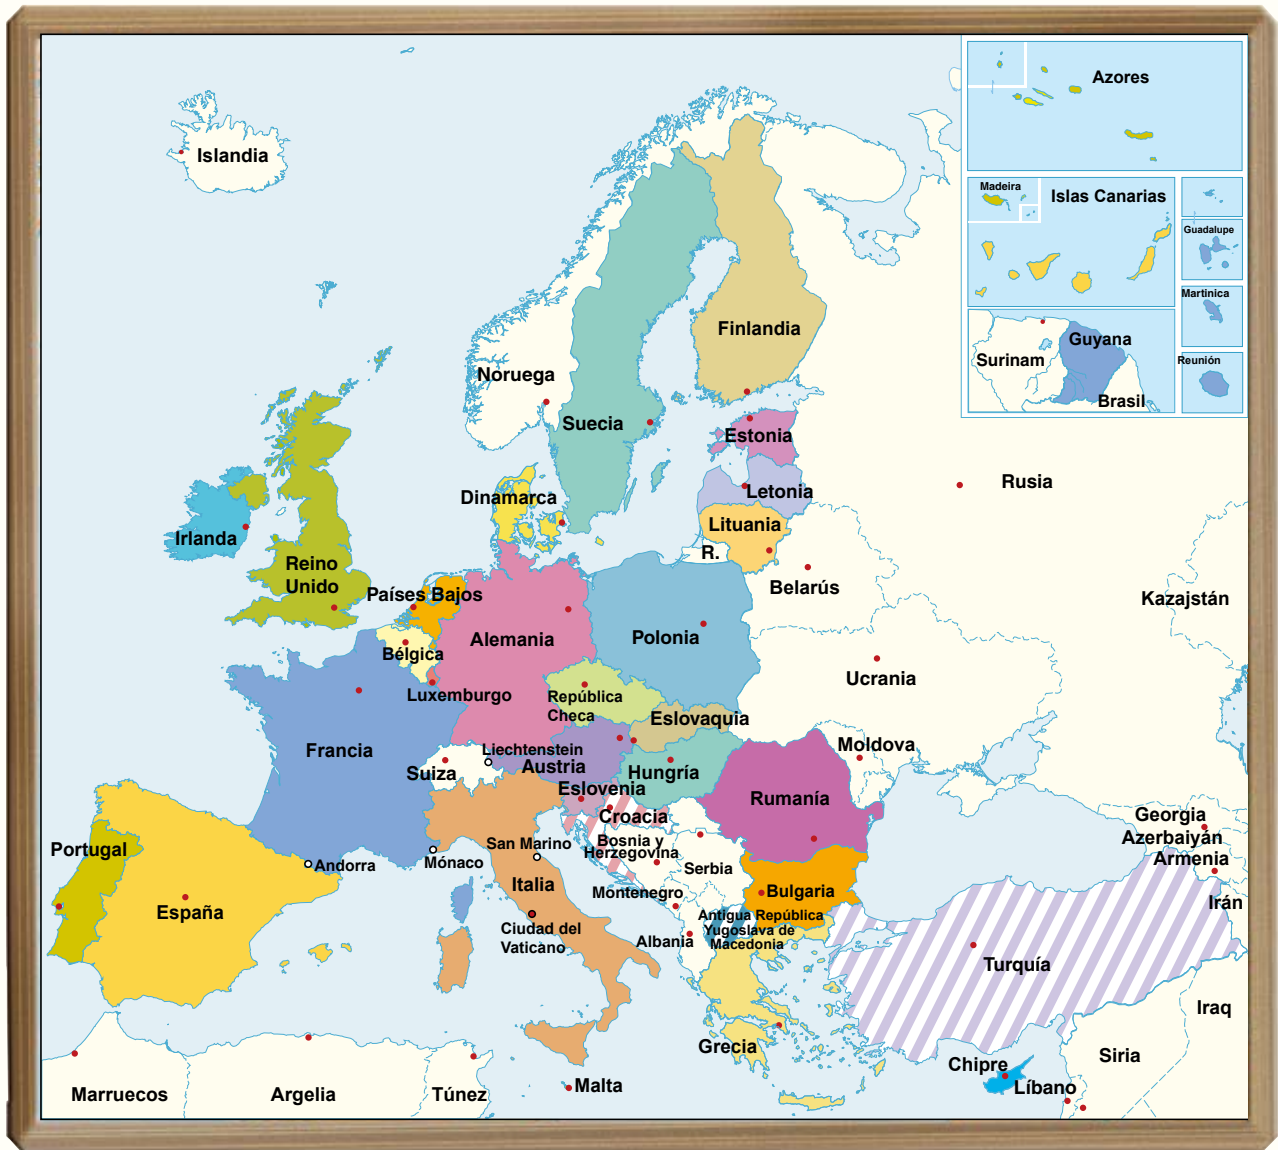 Azores
Islandia
Madeira
Islas Canarias
Guadalupe
Martinica
Finlandia
Guyana
Surinam
Reunión
Noruega
Brasil
Suecia
Estonia
Rusia
Letonia
Dinamarca
Lituania
Irlanda
R.
Reino
Unido
Belarús
Países Bajos
Kazajstán
Alemania
Polonia
Bélgica
Ucrania
Luxemburgo
República
Checa
Eslovaquia
Francia
Liechtenstein
Moldova
Suiza
Austria
Hungría
Eslovenia
Rumanía
Croacia
Georgia
Azerbaiyán
Portugal
San Marino
Bosnia y
Herzegovina
Armenia
Andorra
Mónaco
Serbia
Italia
Montenegro
Bulgaria
Irán
España
Antigua República
Yugoslava de
Macedonia
Ciudad del
Vaticano
Albania
Turquía
Iraq
Grecia
Chipre
Siria
Malta
Líbano
Marruecos
Argelia
Túnez